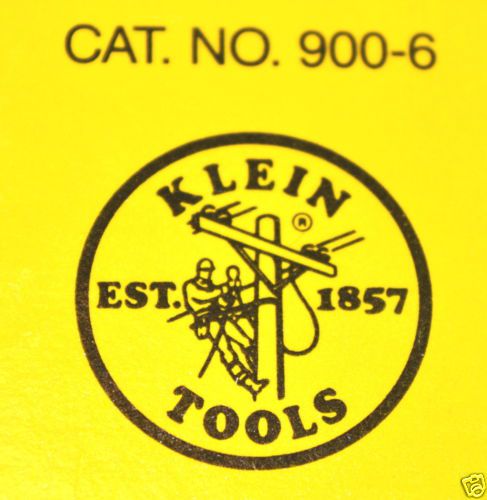 CAT. NO. 900-6
KLEIN
®
EST. 1857
TOOLS